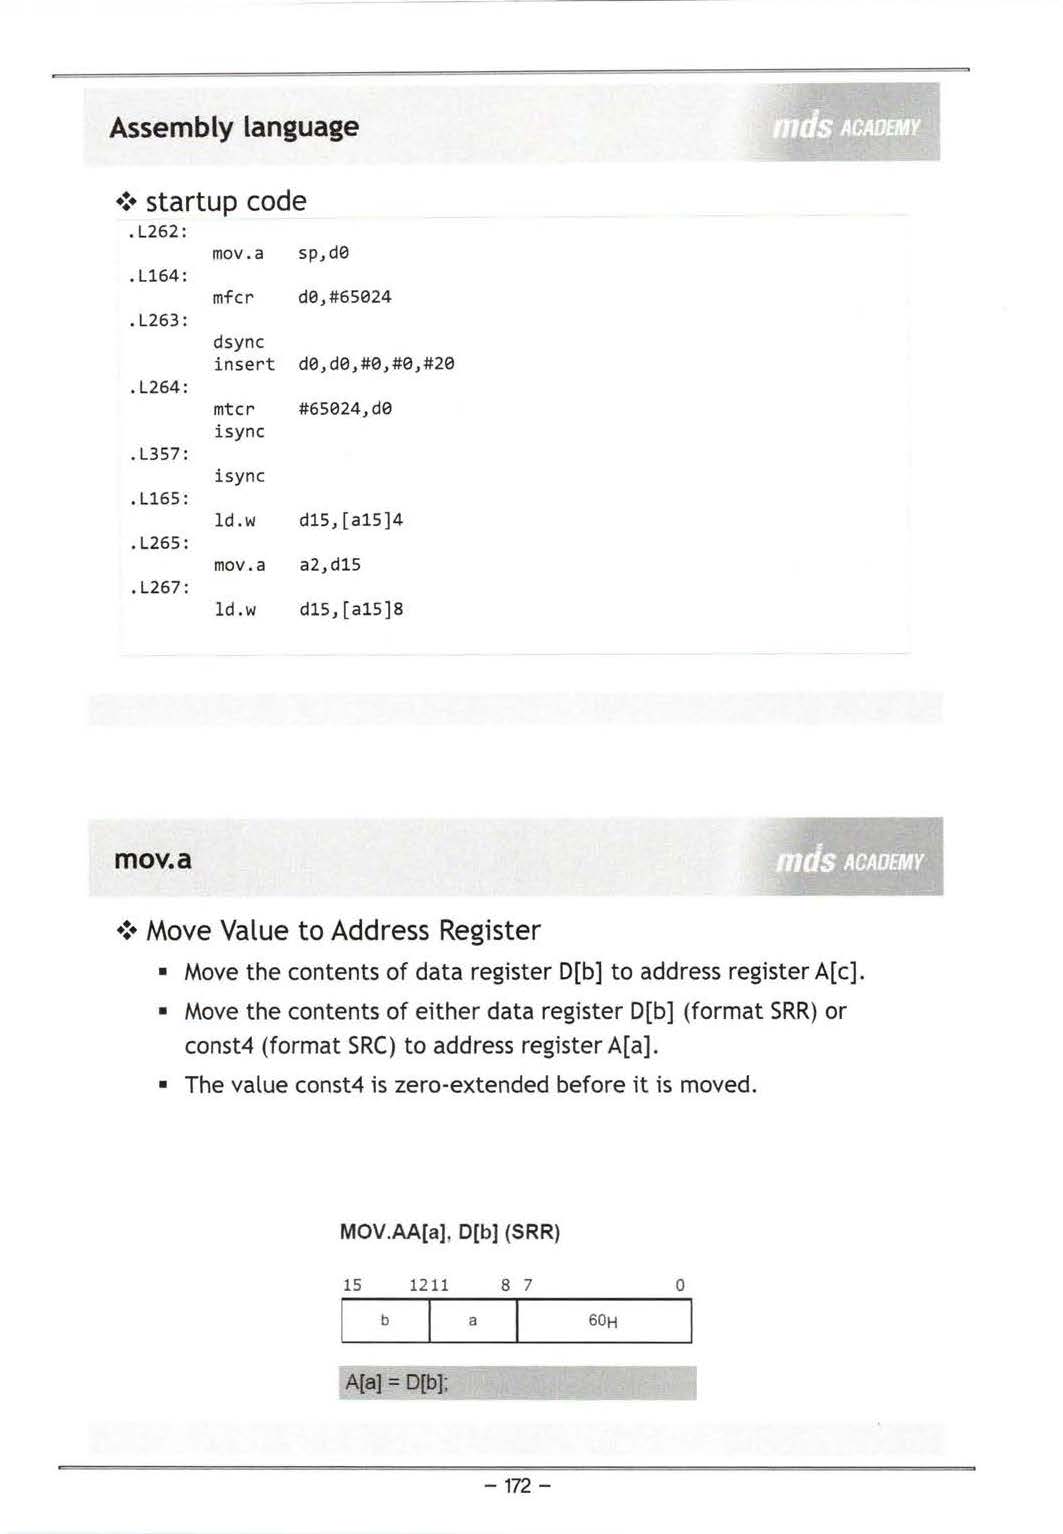 Assembly language
mds ACADEMY
❖ startup code
.L262:
mov.a sp,d0
.L164:
mfcr d0,#65024
.L263:
dsync
insert d0,d0,#0,#0,#20
.L264:
mtcr #65024,d0
isync
.L357:
isync
.L165:
ld.w d15,[a15]4
.L265:
mov.a a2,d15
.L267:
ld.w d15,[a15]8
mov.a
mds ACADEMY
❖ Move Value to Address Register
▪ Move the contents of data register D[b] to address register A[c].
▪ Move the contents of either data register D[b] (format SRR) or
const4 (format SRC) to address register A[a].
▪ The value const4 is zero-extended before it is moved.
MOV.AA[a], D[b] (SRR)
15 1211 8 7 0
b a 60H
A[a] = D[b];
- 172 -